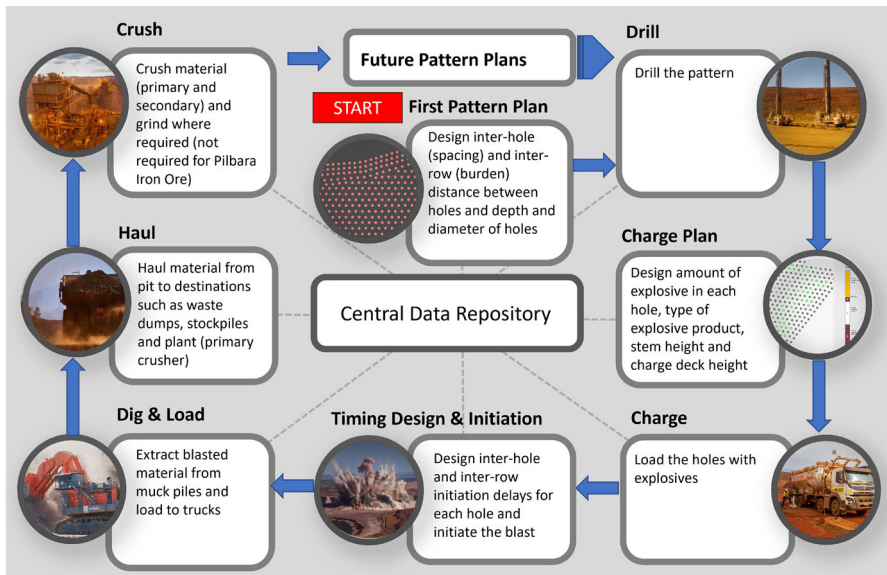 Crush
Crush material
(primary and
secondary) and
grind where
required (not
required for Pilbara
Iron Ore)
Future Pattern Plans
START
First Pattern Plan
Design inter-hole
(spacing) and inter-
row (burden)
distance between
holes and depth and
diameter of holes
Drill
Drill the pattern
Haul
Haul material from
pit to destinations
such as waste
dumps, stockpiles
and plant (primary
crusher)
Central Data Repository
Charge Plan
Design amount of
explosive in each
hole, type of
explosive product,
stem height and
charge deck height
Dig & Load
Extract blasted
material from
muck piles and
load to trucks
Timing Design & Initiation
Design inter-hole
and inter-row
initiation delays for
each hole and
initiate the blast
Charge
Load the holes with
explosives